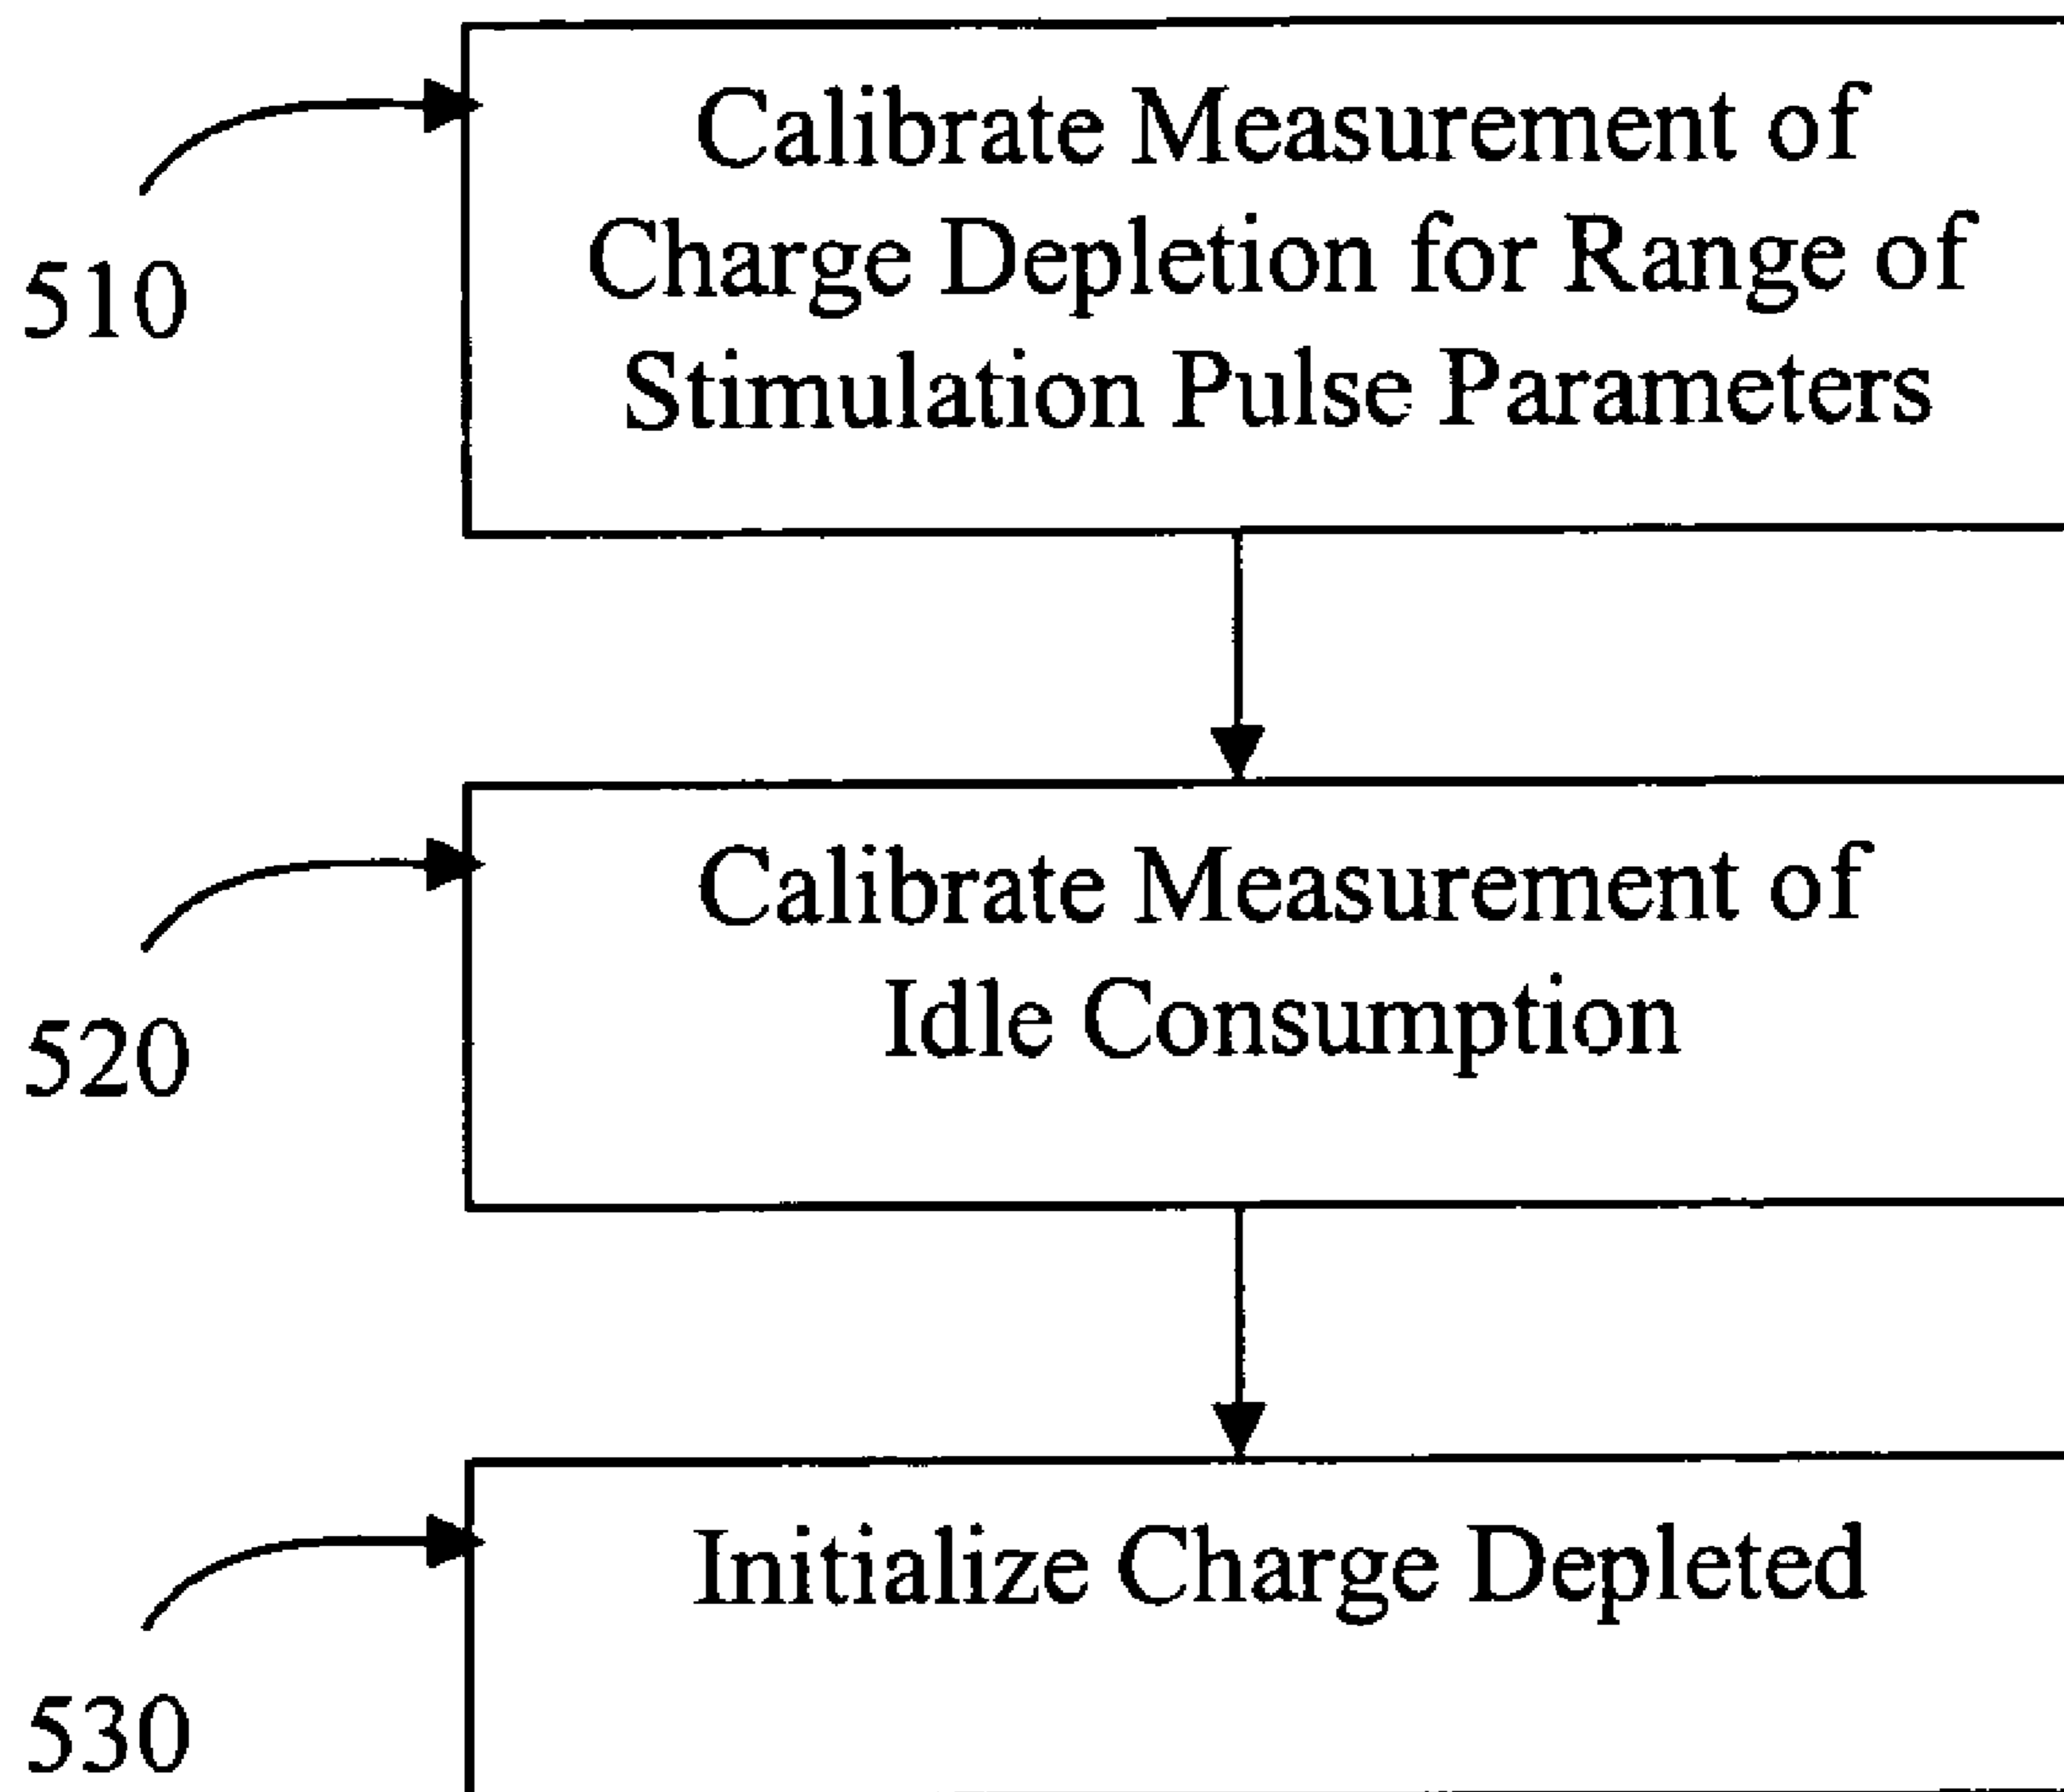 Calibrate Measurement of
Charge Depletion for Range of
Stimulation Pulse Parameters
510
Calibrate Measurement of
Idle Consumption
520
Initialize Charge Depleted
530